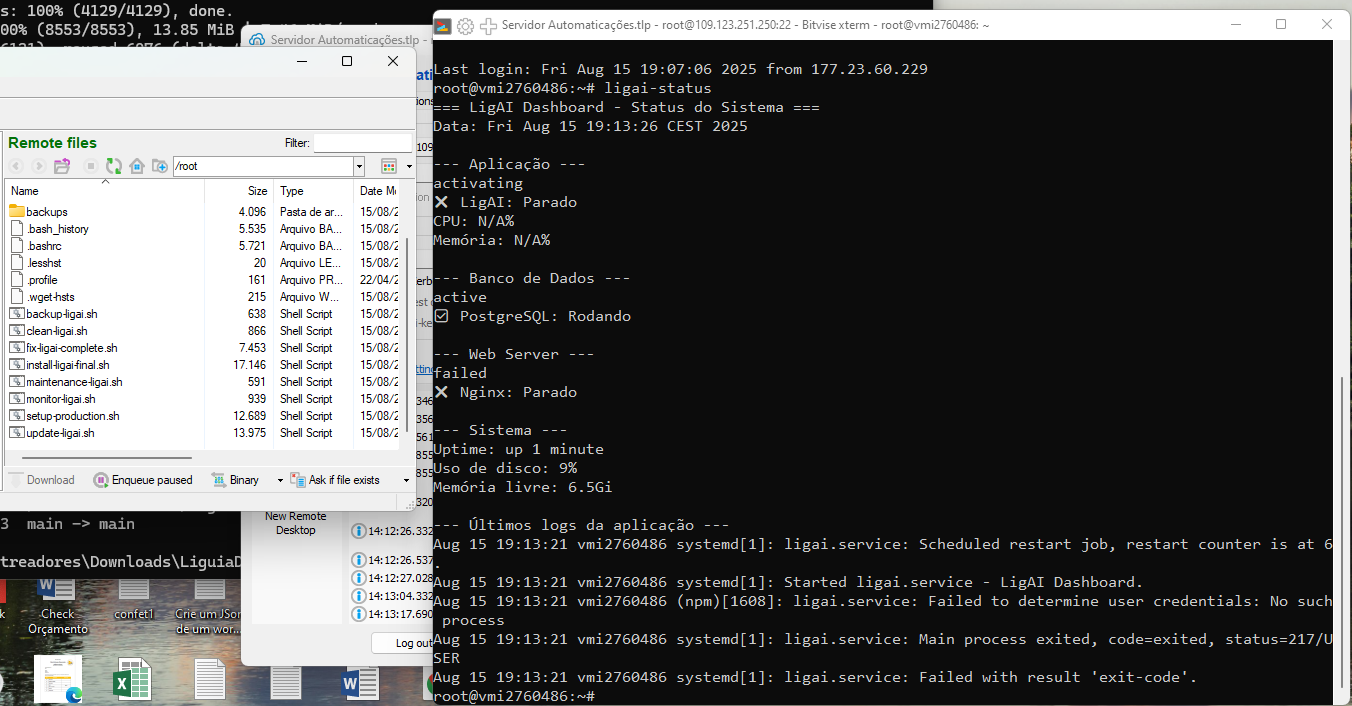 s: 100% (4129/4129), done.
00% (8553/8553), 13.85 MiB
Servidor Automaticações.tlp -
Remote files
Filter:
/root
Name Size Type Date Mo
backups 4.096 Pasta de ar... 15/08/2
.bash_history 5.535 Arquivo BA... 15/08/2
.bashrc 5.721 Arquivo BA... 15/08/2
.lesshst 20 Arquivo LE... 15/08/2
.profile 161 Arquivo PR... 22/04/2
.wget-hsts 215 Arquivo W... 15/08/2
backup-ligai.sh 638 Shell Script 15/08/2
clean-ligai.sh 866 Shell Script 15/08/2
fix-ligai-complete.sh 7.453 Shell Script 15/08/2
install-ligai-final.sh 17.146 Shell Script 15/08/2
maintenance-ligai.sh 591 Shell Script 15/08/2
monitor-ligai.sh 939 Shell Script 15/08/2
setup-production.sh 12.689 Shell Script 15/08/2
update-ligai.sh 13.975 Shell Script 15/08/2
Download Enqueue paused Binary Ask if file exists
3 main -> main
treadores\Downloads\LiguiaD
New Remote
Desktop
14:12:26.332
14:12:26.537
14:12:27.028
14:13:04.332
14:13:17.690
Log out
Check
Orçamento
confet1
Crie um JSon
de um wor...
Servidor Automaticações.tlp - root@109.123.251.250:22 - Bitvise xterm - root@vmi2760486: ~
Last login: Fri Aug 15 19:07:06 2025 from 177.23.60.229
root@vmi2760486:~# ligai-status
=== LigAI Dashboard - Status do Sistema ===
Data: Fri Aug 15 19:13:26 CEST 2025
--- Aplicação ---
activating
❌ LigAI: Parado
CPU: N/A%
Memória: N/A%
--- Banco de Dados ---
active
☑ PostgreSQL: Rodando
--- Web Server ---
failed
❌ Nginx: Parado
--- Sistema ---
Uptime: up 1 minute
Uso de disco: 9%
Memória livre: 6.5Gi
--- Últimos logs da aplicação ---
Aug 15 19:13:21 vmi2760486 systemd[1]: ligai.service: Scheduled restart job, restart counter is at 6
.
Aug 15 19:13:21 vmi2760486 systemd[1]: Started ligai.service - LigAI Dashboard.
Aug 15 19:13:21 vmi2760486 (npm)[1608]: ligai.service: Failed to determine user credentials: No such
process
Aug 15 19:13:21 vmi2760486 systemd[1]: ligai.service: Main process exited, code=exited, status=217/U
SER
Aug 15 19:13:21 vmi2760486 systemd[1]: ligai.service: Failed with result 'exit-code'.
root@vmi2760486:~#